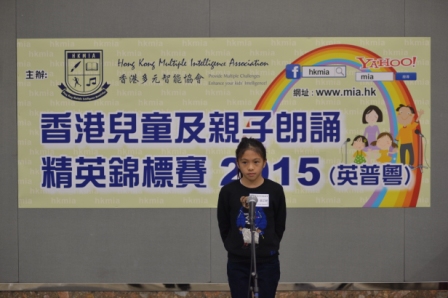 主辦:
HKMIA
Hong Kong Multiple Intelligence Association
香港多元智能協會
hkmia
YAHOO!
mia
網址:www.mia.hk
香港兒童及親子朗誦
精英錦標賽 2015 (英普粵)